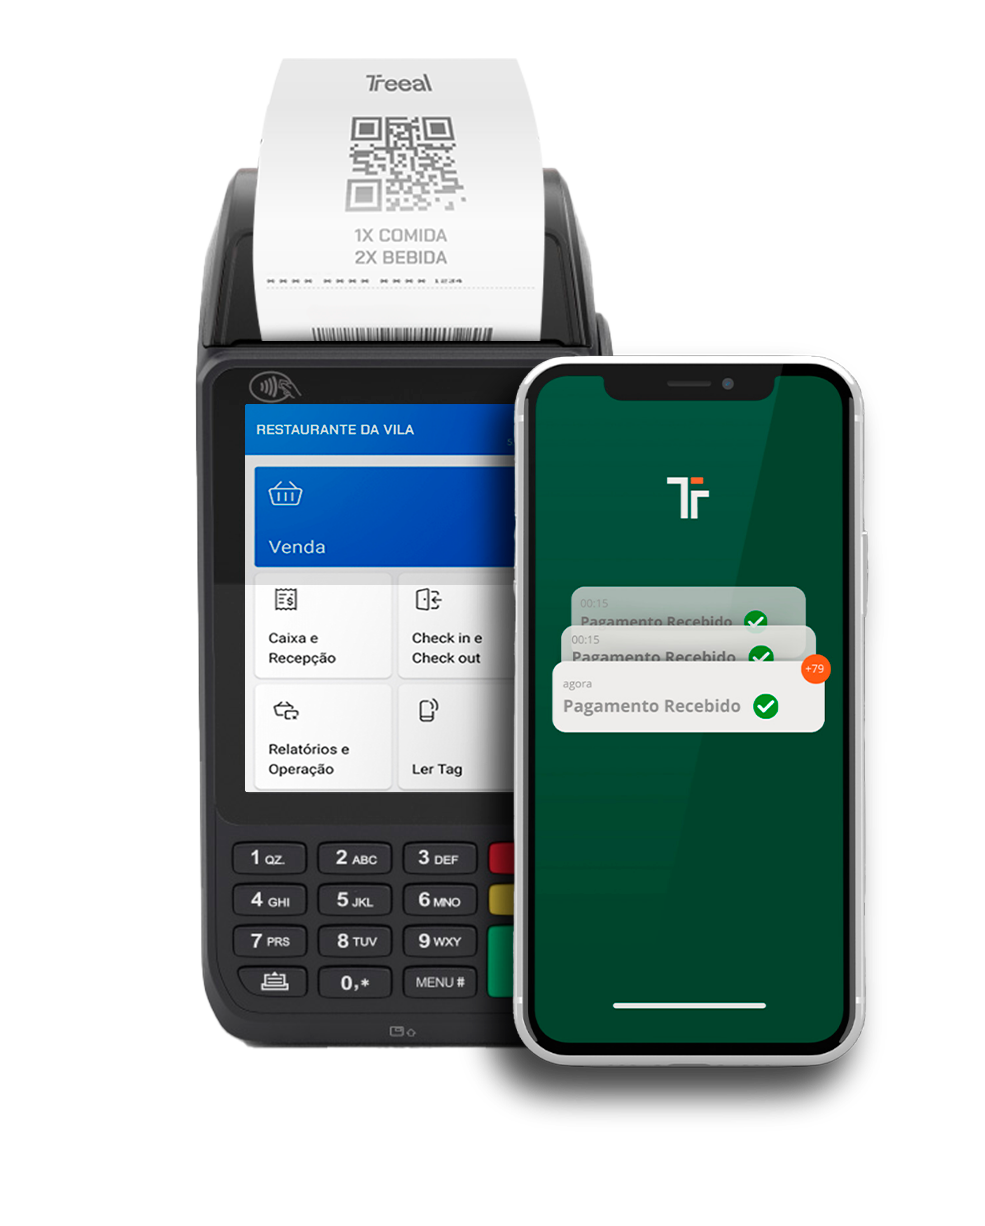 Treeal
1X COMIDA
2X BEBIDA
**** **** **** 1234
RESTAURANTE DA VILA
Venda
Caixa e
Recepção
Check in e
Check out
Relatórios e
Operação
Ler Tag
1 QZ.
2 ABC
3 DEF
4 GHI
5 JKL
6 MNO
7 PRS
8 TUV
9 WXY
0,*
MENU #
00:15
Pagamento Recebido
00:15
Pagamento Recebido
+79
agora
Pagamento Recebido